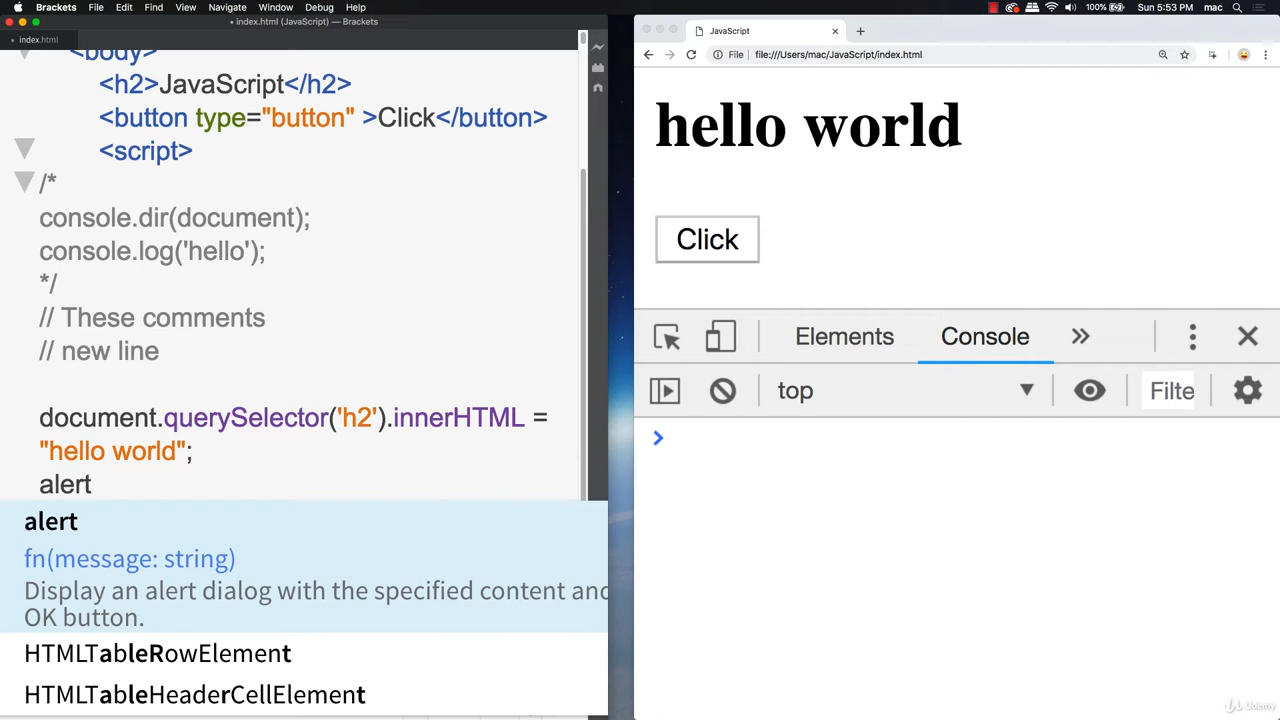 Brackets File Edit Find View Navigate Window Debug Help
100% Sun 5:55 PM mac
• index.html (JavaScript) — Brackets
• index.html
<body>
<h2>JavaScript</h2>
<button type="button" >Click</button>
<script>
/*
console.dir(document);
console.log('hello');
*/
// These comments
// new line
document.querySelector('h2').innerHTML =
"hello world";
alert
alert
fn(message: string)
Display an alert dialog with the specified content and
OK button.
HTMLTableRowElement
HTMLTableHeaderCellElement
JavaScript
File file:///Users/mac/JavaScript/index.html
hello world
Click
Elements Console
top
Filte
Udemy